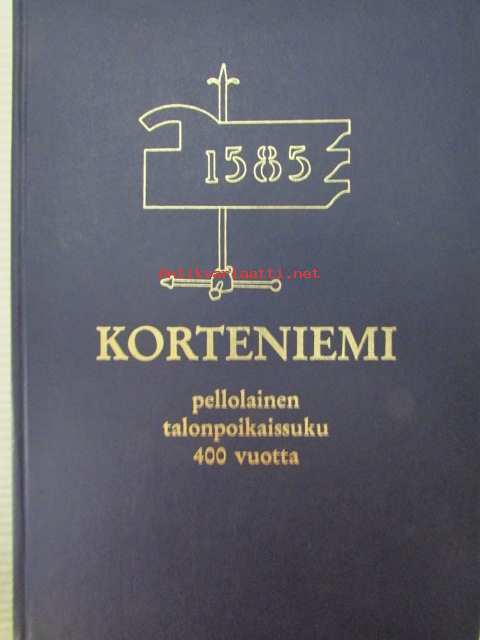 1585
Antikvariaatti.net
KORTENIEMI
pellolainen
talonpoikaissuku
400 vuotta